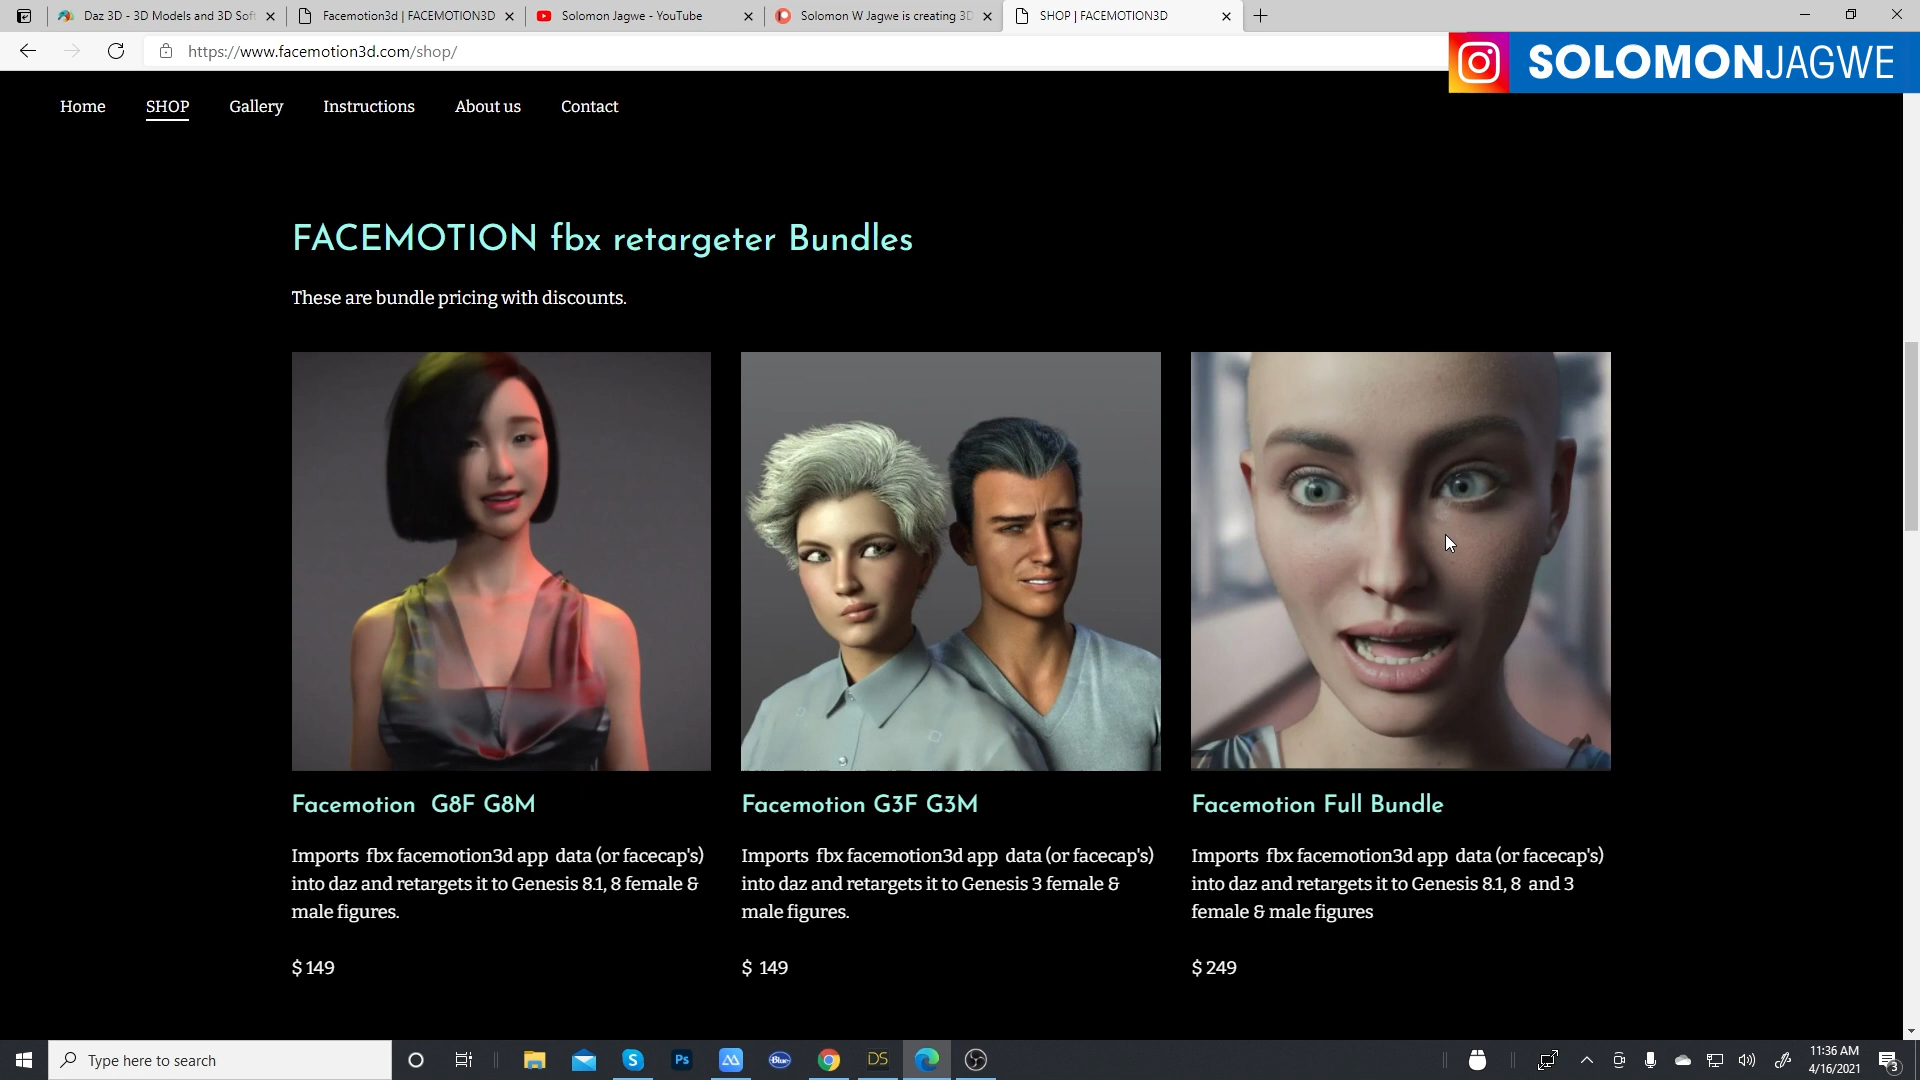 Daz 3D - 3D Models and 3D Soft
Facemotion3d | FACEMOTION3D
Solomon Jagwe - YouTube
Solomon W Jagwe is creating 3D
SHOP | FACEMOTION3D
https://www.facemotion3d.com/shop/
SOLOMONJAGWE
Home
SHOP
Gallery
Instructions
About us
Contact
FACEMOTION fbx retargeter Bundles
These are bundle pricing with discounts.
Facemotion G8F G8M
Imports fbx facemotion3d app data (or facecap's)
into daz and retargets it to Genesis 8.1, 8 female &
male figures.
$ 149
Facemotion G3F G3M
Imports fbx facemotion3d app data (or facecap's)
into daz and retargets it to Genesis 3 female &
male figures.
$ 149
Facemotion Full Bundle
Imports fbx facemotion3d app data (or facecap's)
into daz and retargets it to Genesis 8.1, 8 and 3
female & male figures
$ 249
Type here to search
S
Ps
Blue
DS
11:36 AM
4/16/2021
3